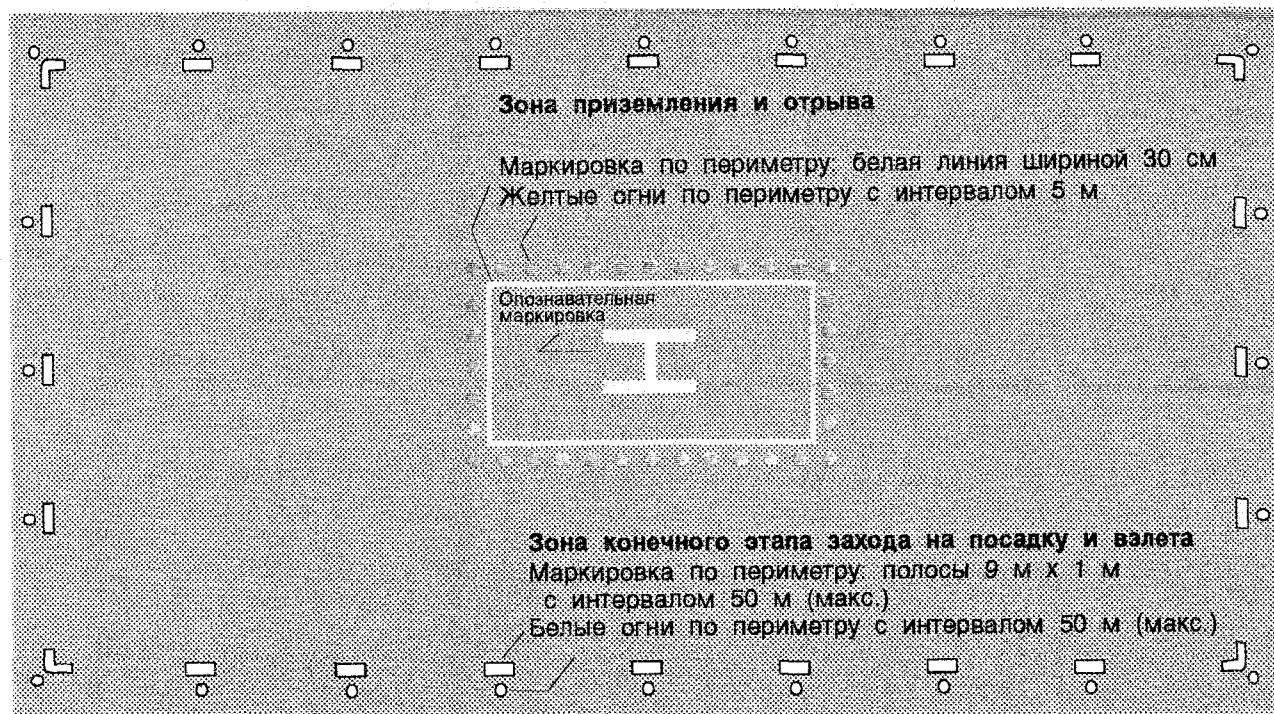 Зона приземления и отрыва
Маркировка по периметру: белая линия шириной 30 см
Желтые огни по периметру с интервалом 5 м
Опознавательная
маркировка
H
Зона конечного этапа захода на посадку и взлета
Маркировка по периметру: полосы 9 м x 1 м
с интервалом 50 м (макс.)
Белые огни по периметру с интервалом 50 м (макс.)